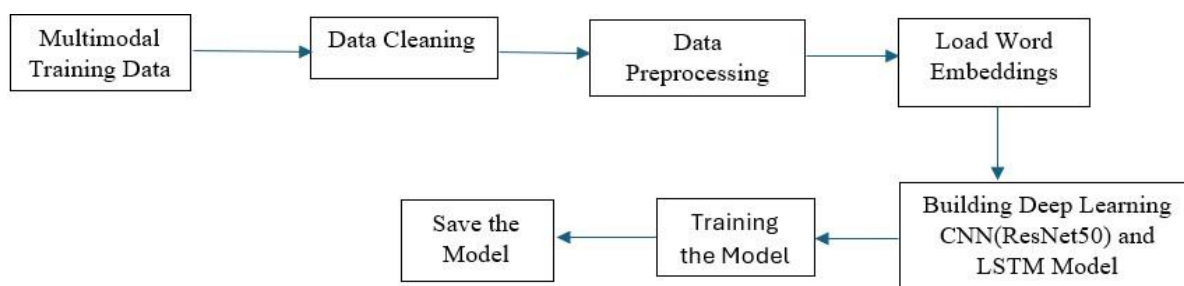 Multimodal
Training Data
Data Cleaning
Data
Preprocessing
Load Word
Embeddings
Building Deep Learning
CNN(ResNet50) and
LSTM Model
Training
the Model
Save the
Model